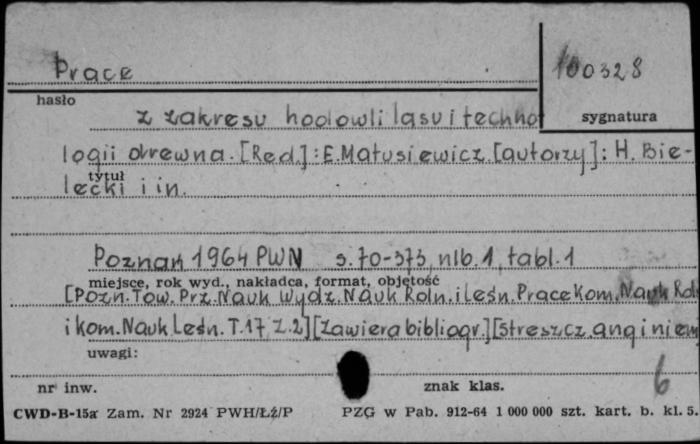 Prace
100328
hasło
sygnatura
z zakresu hodowli lasu i techno
logii drewna. [Red.]: E. Matusiewicz. [autorzy]: H. Bie-
tytuł
lecki i in.
Poznań 1964 PWN s. 70-373, nlb. 1, tabl. 1
miejsce, rok wyd., nakładca, format, objętość
[Pozn. Tow. Prz. Nauk Wydz. Nauk Roln. i Leśn. Prace Kom. Nauk Roln
i kom. Nauk Leśn. T. 17, z. 2] [Zawiera bibliogr.] [Streszcz. ang i niem
uwagi:
6
nr inw.
znak klas.
CWD-B-15a Zam. Nr 2924 PWH/Łź/P PZG w Pab. 912-64 1 000 000 szt. kart. b. kl. 5.